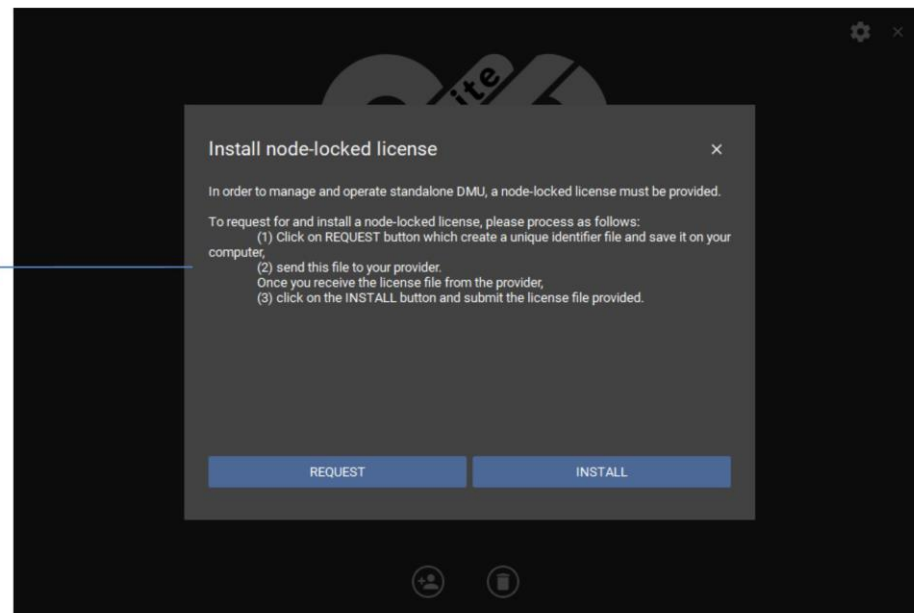 ite
Install node-locked license
In order to manage and operate standalone DMU, a node-locked license must be provided.
To request for and install a node-locked license, please process as follows:
(1) Click on REQUEST button which create a unique identifier file and save it on your
computer,
(2) send this file to your provider.
Once you receive the license file from the provider,
(3) click on the INSTALL button and submit the license file provided.
REQUEST
INSTALL